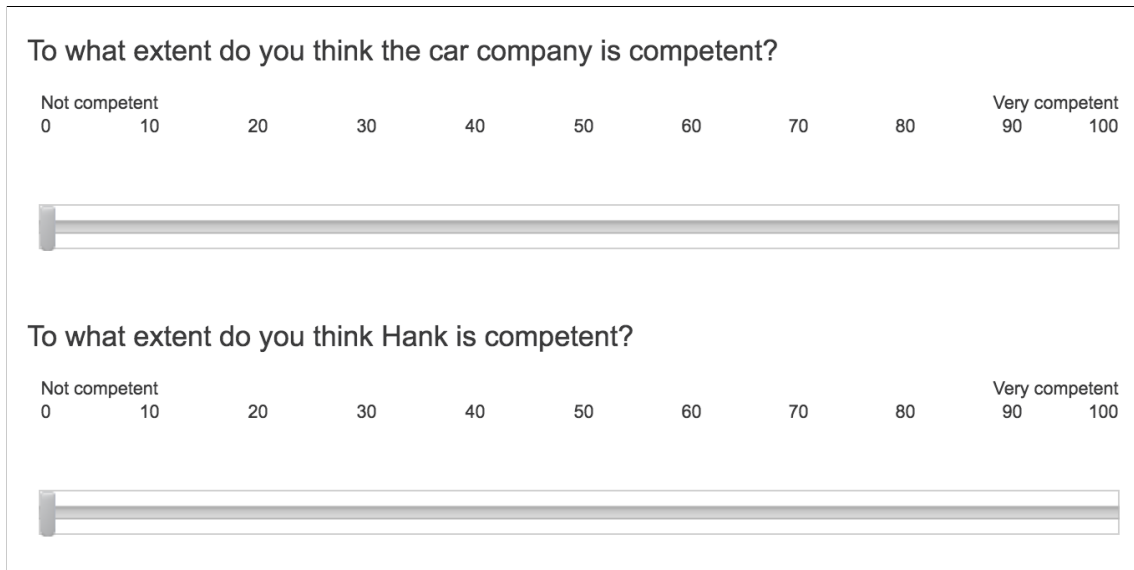 To what extent do you think the car company is competent?
Not competent Very competent
0 10 20 30 40 50 60 70 80 90 100
To what extent do you think Hank is competent?
Not competent Very competent
0 10 20 30 40 50 60 70 80 90 100